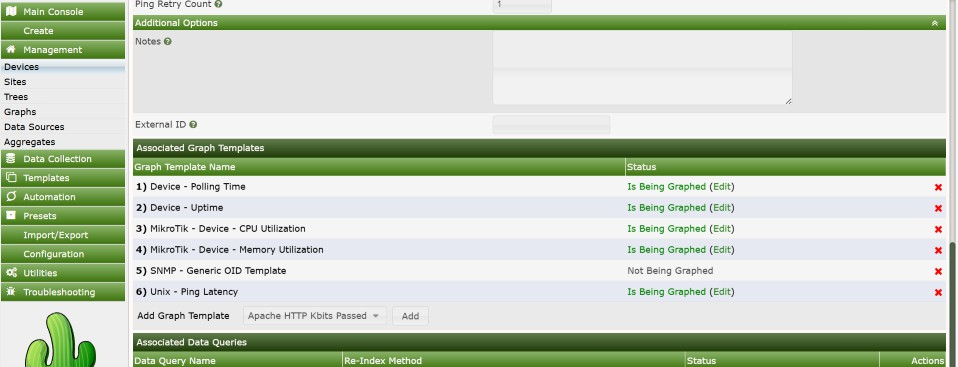 Main Console
Create
Management
Devices
Sites
Trees
Graphs
Data Sources
Aggregates
Data Collection
Templates
Automation
Presets
Import/Export
Configuration
Utilities
Troubleshooting
Ping Retry Count 1
Additional Options
Notes
External ID
Associated Graph Templates
Graph Template Name Status
1) Device - Polling Time Is Being Graphed (Edit)
2) Device - Uptime Is Being Graphed (Edit)
3) MikroTik - Device - CPU Utilization Is Being Graphed (Edit)
4) MikroTik - Device - Memory Utilization Is Being Graphed (Edit)
5) SNMP - Generic OID Template Not Being Graphed
6) Unix - Ping Latency Is Being Graphed (Edit)
Add Graph Template Apache HTTP Kbits Passed Add
Associated Data Queries
Data Query Name Re-Index Method Status Actions